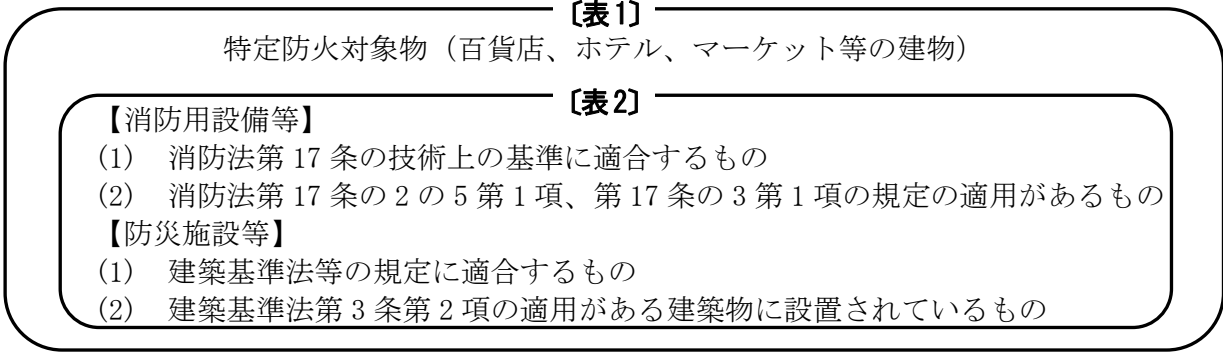 〔表1〕
特定防火対象物（百貨店、ホテル、マーケット等の建物）
〔表2〕
【消防用設備等】
(1) 消防法第 17 条の技術上の基準に適合するもの
(2) 消防法第 17 条の 2 の 5 第 1 項、第 17 条の 3 第 1 項の規定の適用があるもの
【防災施設等】
(1) 建築基準法等の規定に適合するもの
(2) 建築基準法第 3 条第 2 項の適用がある建築物に設置されているもの